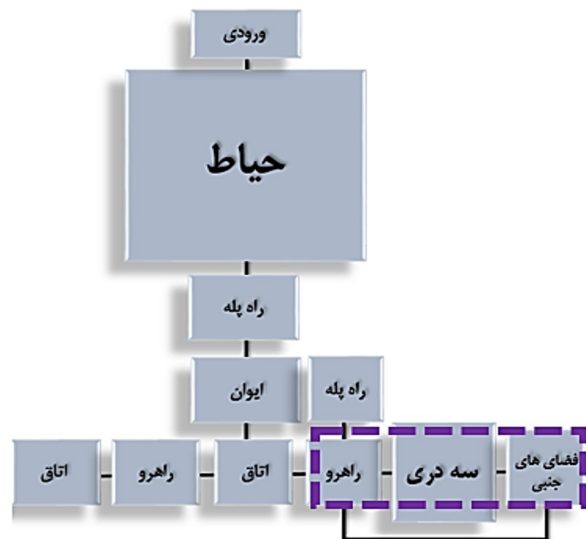 ورودی
حیاط
راه پله
ایوان
راه پله
فضای های
جنبی
سه دری
راهرو
اتاق
راهرو
اتاق